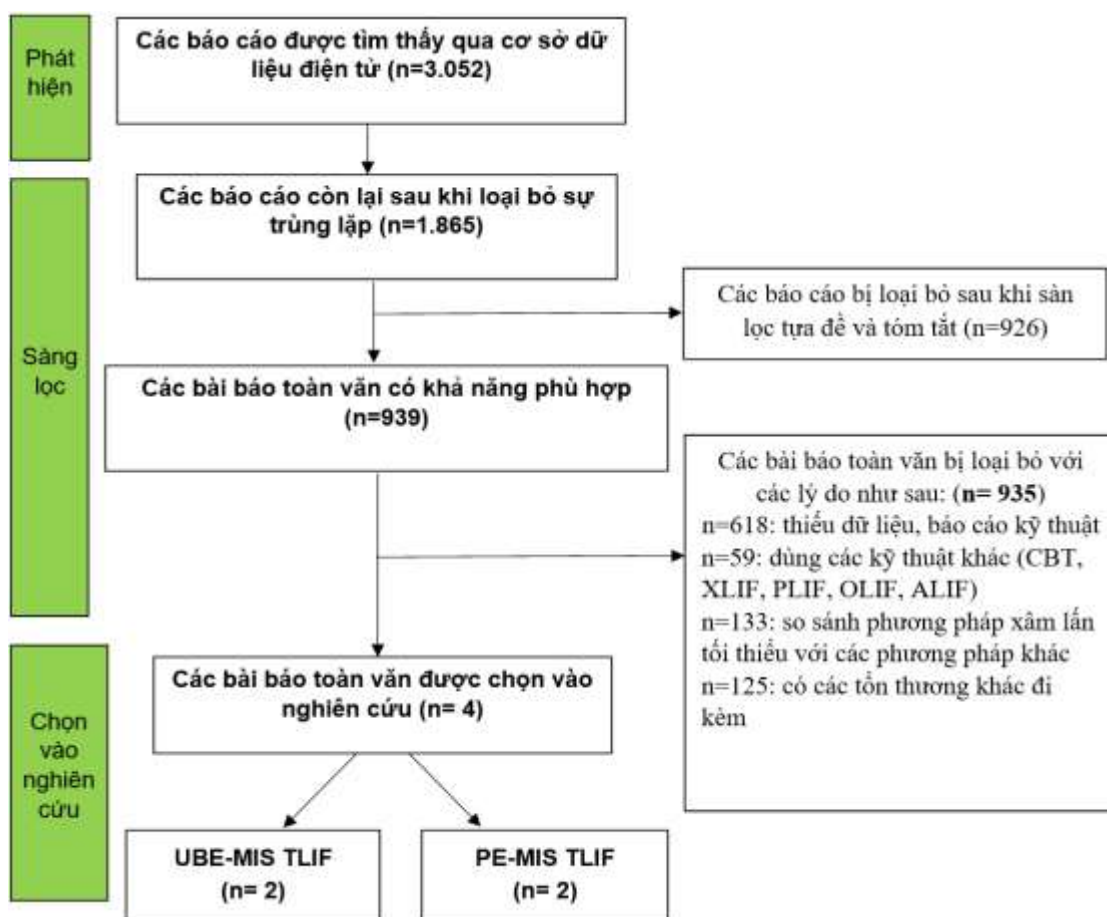 Phát
hiện
Các báo cáo được tìm thấy qua cơ sở dữ
liệu điện tử (n=3.052)
Sàng
lọc
Các báo cáo còn lại sau khi loại bỏ sự
trùng lặp (n=1.865)
Các báo cáo bị loại bỏ sau khi sàn
lọc tựa đề và tóm tắt (n=926)
Các bài báo toàn văn có khả năng phù hợp
(n=939)
Các bài báo toàn văn bị loại bỏ với
các lý do như sau: (n= 935)
n=618: thiếu dữ liệu, báo cáo kỹ thuật
n=59: dùng các kỹ thuật khác (CBT,
XLIF, PLIF, OLIF, ALIF)
n=133: so sánh phương pháp xâm lấn
tối thiểu với các phương pháp khác
n=125: có các tổn thương khác đi
kèm
Chọn
vào
nghiên
cứu
Các bài báo toàn văn được chọn vào
nghiên cứu (n= 4)
UBE-MIS TLIF
(n= 2)
PE-MIS TLIF
(n= 2)